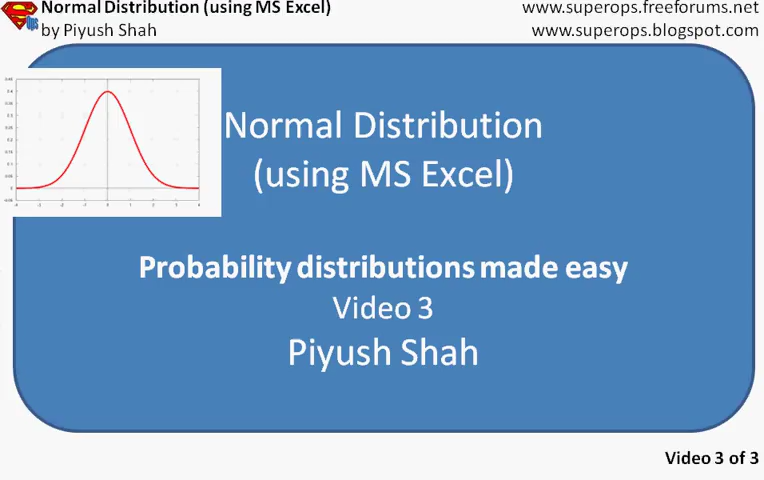 Normal Distribution (using MS Excel)
by Piyush Shah
www.superops.freeforums.net
www.superops.blogspot.com
Normal Distribution
(using MS Excel)
Probability distributions made easy
Video 3
Piyush Shah
Video 3 of 3